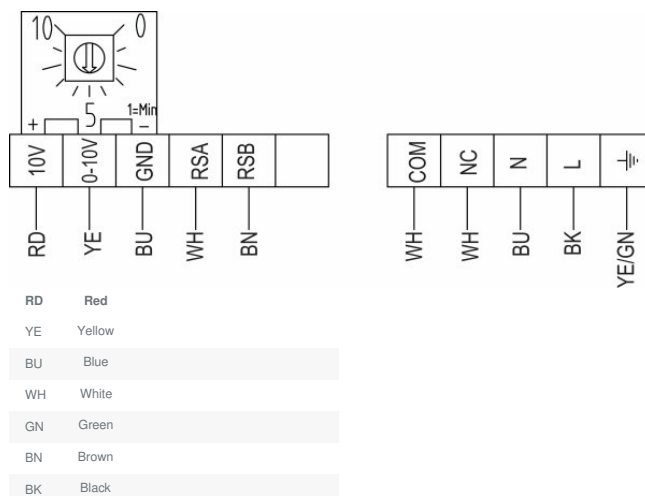 10 0
5 1=Min
+ −
10V 0-10V GND RSA RSB COM NC N L
RD YE BU WH BN WH WH BU BK YE/GN
RD Red
YE Yellow
BU Blue
WH White
GN Green
BN Brown
BK Black